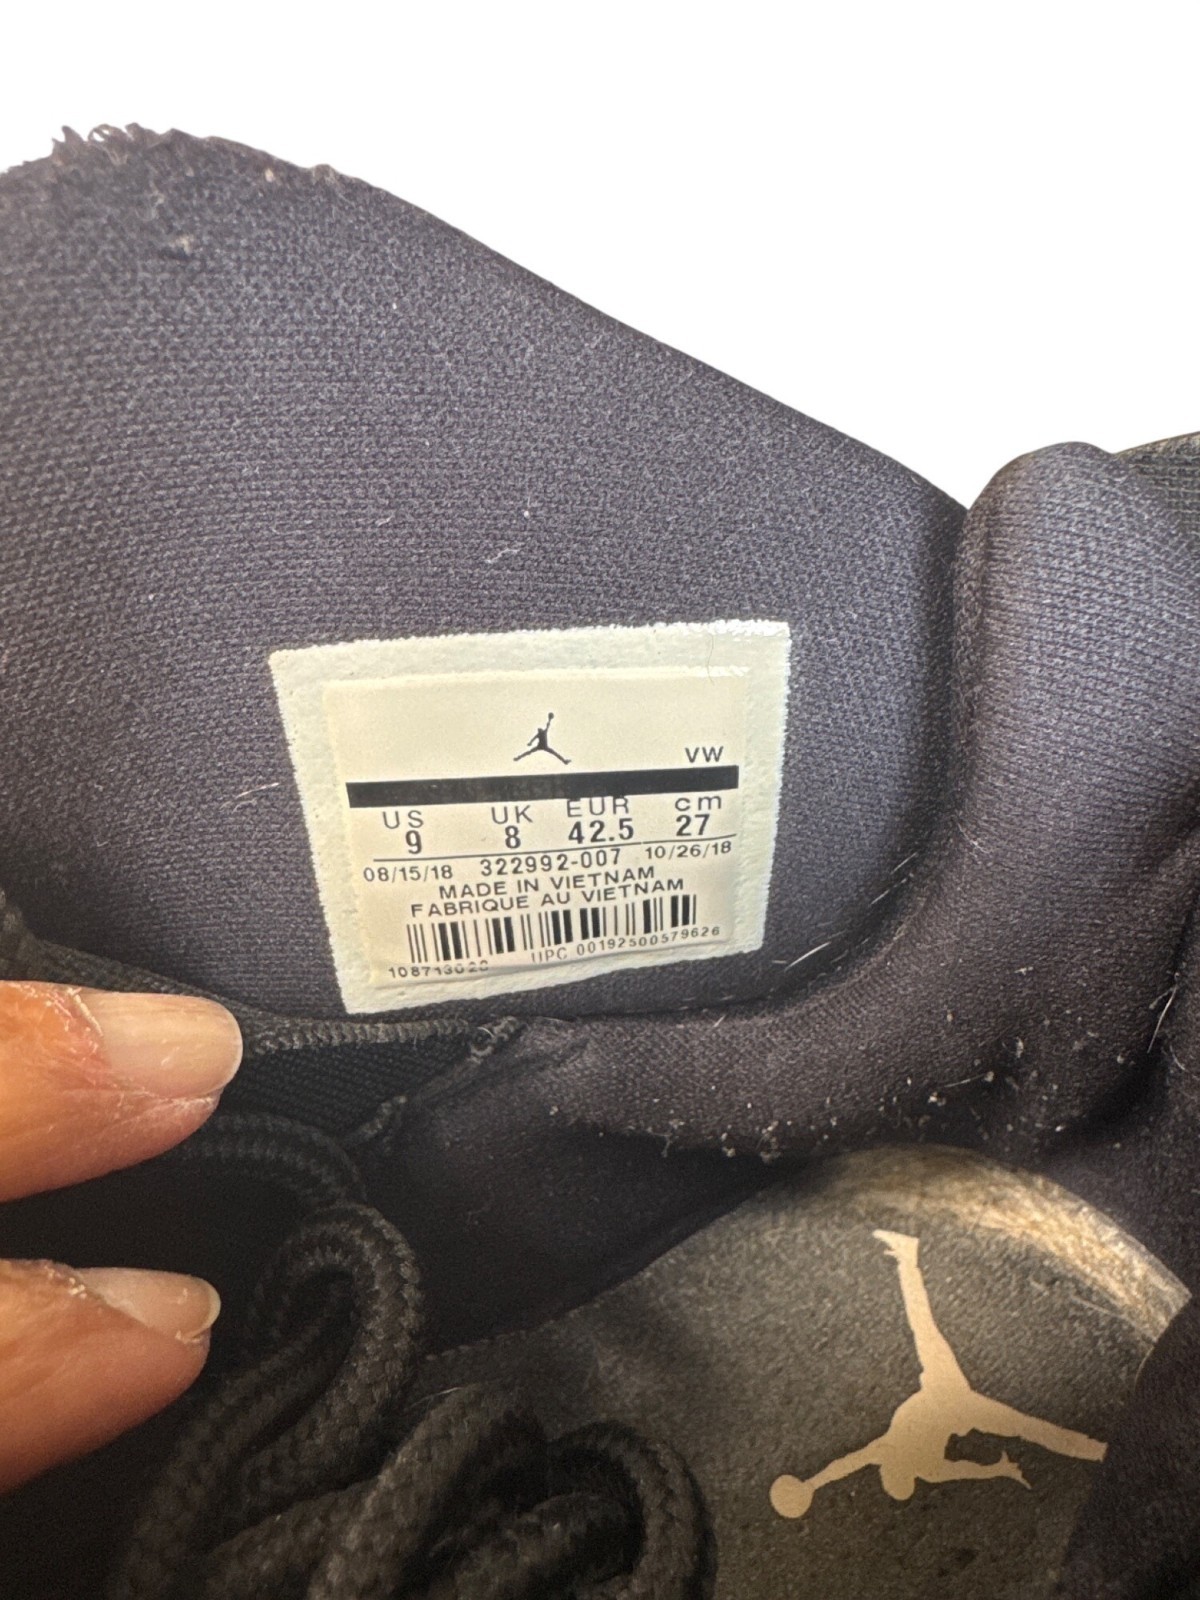 VW
US UK EUR cm
9 8 42.5 27
08/15/18 322992-007 10/26/18
MADE IN VIETNAM
FABRIQUE AU VIETNAM
UPC 00192500579626